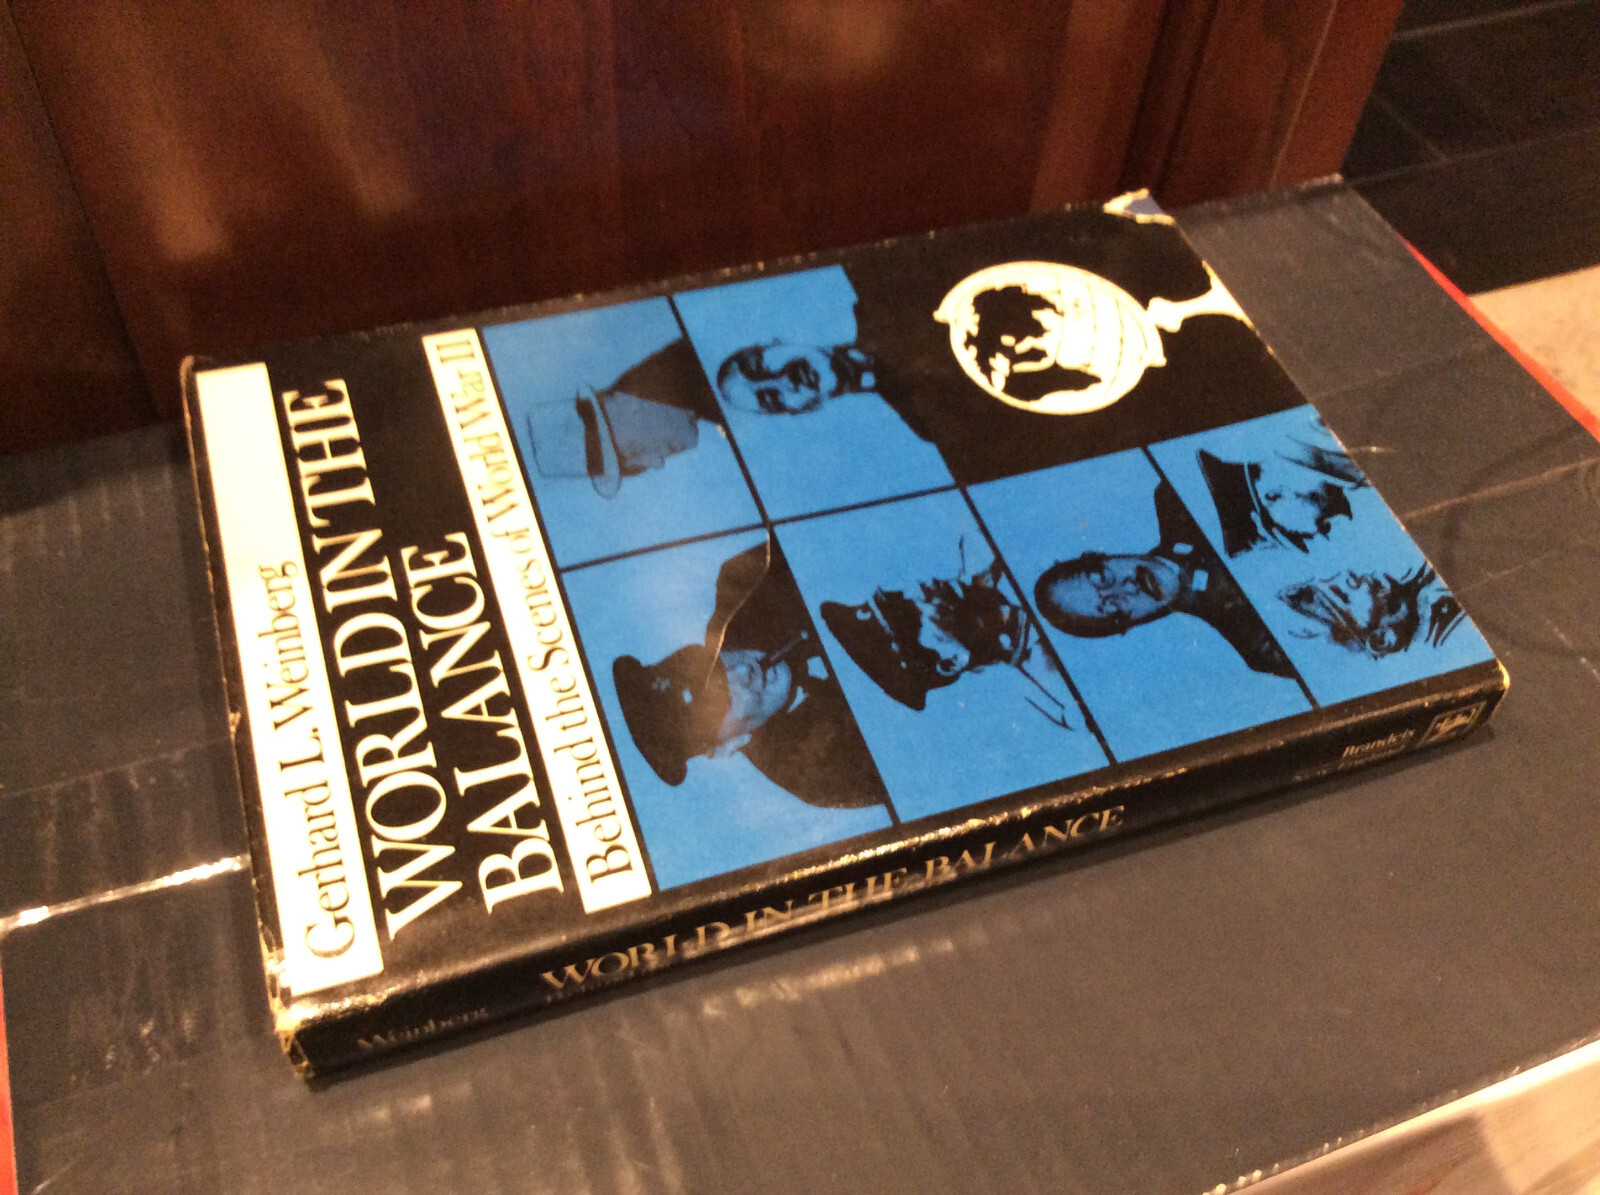 Gerhard L. Weinberg
WORLD IN THE
BALANCE
Behind the Scenes of World War II
Weinberg
WORLD IN THE BALANCE
Brandeis